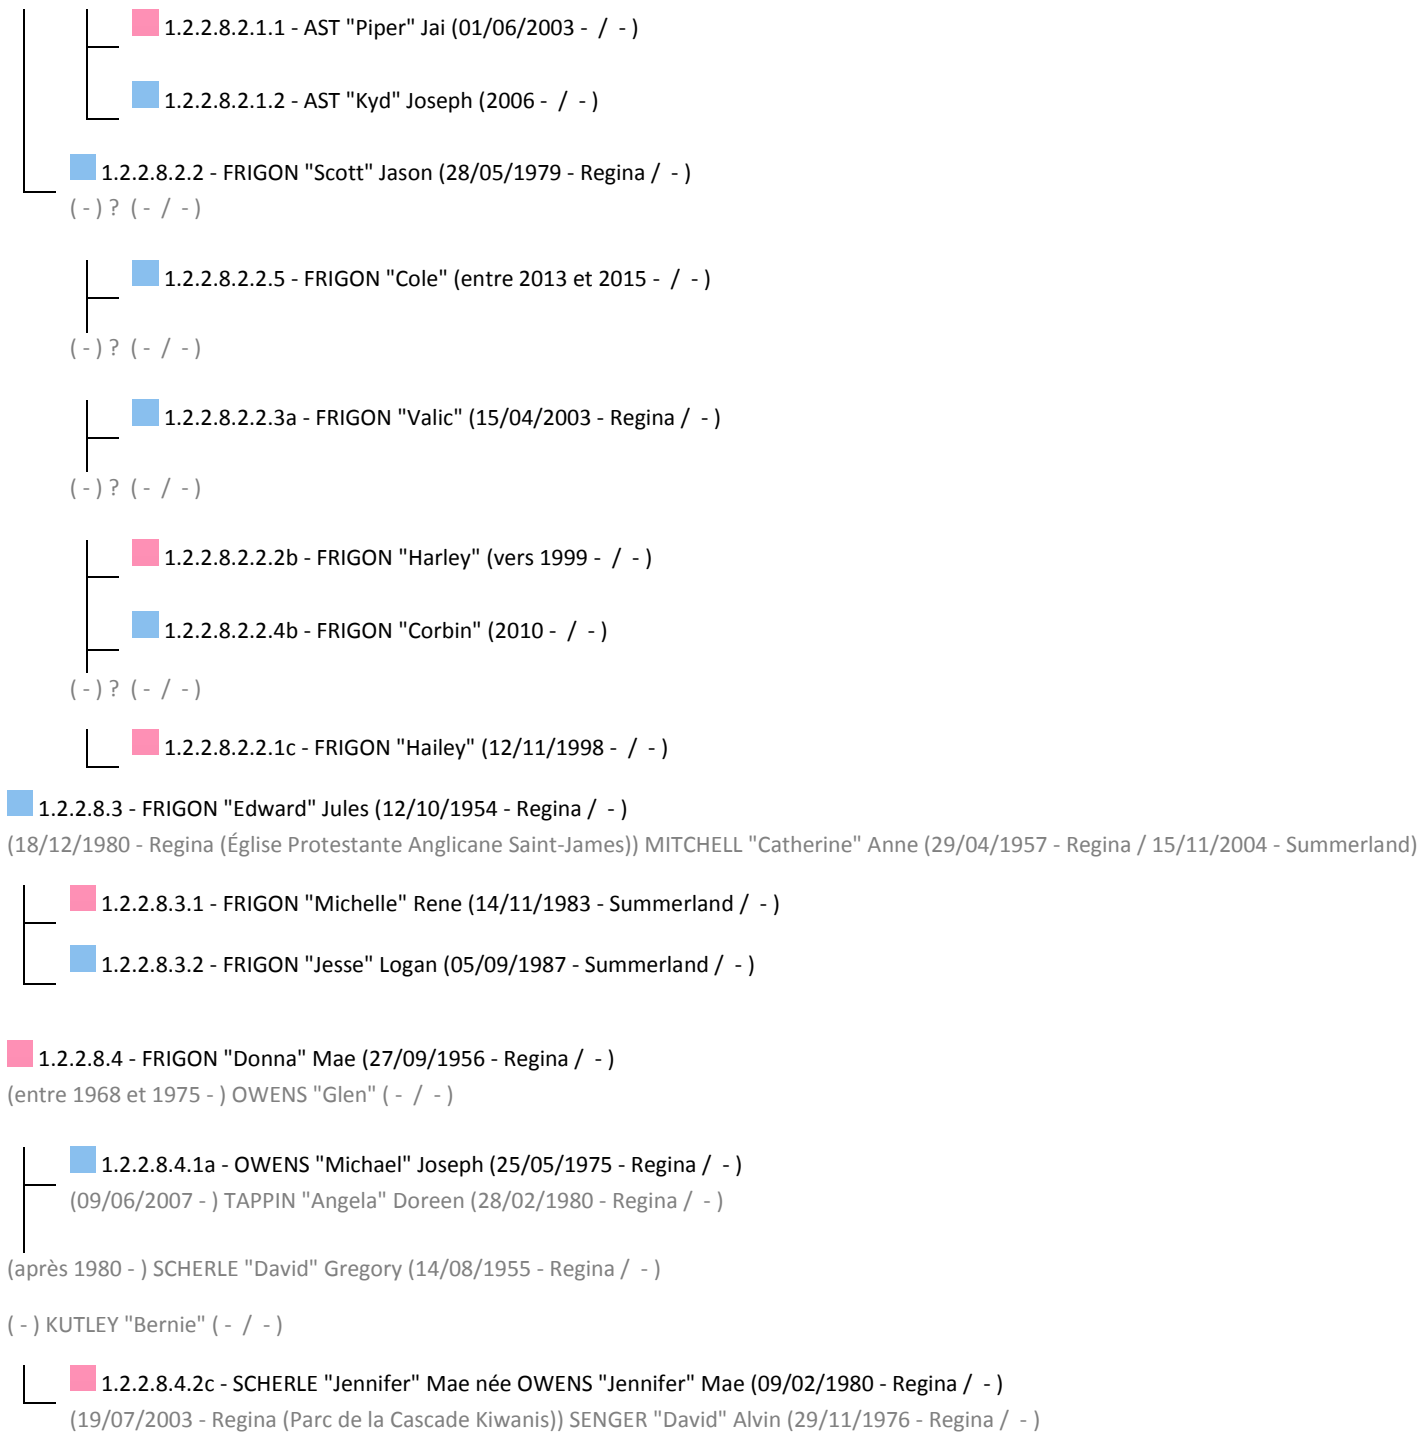 1.2.2.8.2.1.1 - AST "Piper" Jai (01/06/2003 - / - )
1.2.2.8.2.1.2 - AST "Kyd" Joseph (2006 - / - )
1.2.2.8.2.2 - FRIGON "Scott" Jason (28/05/1979 - Regina / - )
( - ) ? ( - / - )
1.2.2.8.2.2.5 - FRIGON "Cole" (entre 2013 et 2015 - / - )
( - ) ? ( - / - )
1.2.2.8.2.2.3a - FRIGON "Valic" (15/04/2003 - Regina / - )
( - ) ? ( - / - )
1.2.2.8.2.2.2b - FRIGON "Harley" (vers 1999 - / - )
1.2.2.8.2.2.4b - FRIGON "Corbin" (2010 - / - )
( - ) ? ( - / - )
1.2.2.8.2.2.1c - FRIGON "Hailey" (12/11/1998 - / - )
1.2.2.8.3 - FRIGON "Edward" Jules (12/10/1954 - Regina / - )
(18/12/1980 - Regina (Église Protestante Anglicane Saint-James)) MITCHELL "Catherine" Anne (29/04/1957 - Regina / 15/11/2004 - Summerland)
1.2.2.8.3.1 - FRIGON "Michelle" Rene (14/11/1983 - Summerland / - )
1.2.2.8.3.2 - FRIGON "Jesse" Logan (05/09/1987 - Summerland / - )
1.2.2.8.4 - FRIGON "Donna" Mae (27/09/1956 - Regina / - )
(entre 1968 et 1975 - ) OWENS "Glen" ( - / - )
1.2.2.8.4.1a - OWENS "Michael" Joseph (25/05/1975 - Regina / - )
(09/06/2007 - ) TAPPIN "Angela" Doreen (28/02/1980 - Regina / - )
(après 1980 - ) SCHERLE "David" Gregory (14/08/1955 - Regina / - )
( - ) KUTLEY "Bernie" ( - / - )
1.2.2.8.4.2c - SCHERLE "Jennifer" Mae née OWENS "Jennifer" Mae (09/02/1980 - Regina / - )
(19/07/2003 - Regina (Parc de la Cascade Kiwanis)) SENGER "David" Alvin (29/11/1976 - Regina / - )